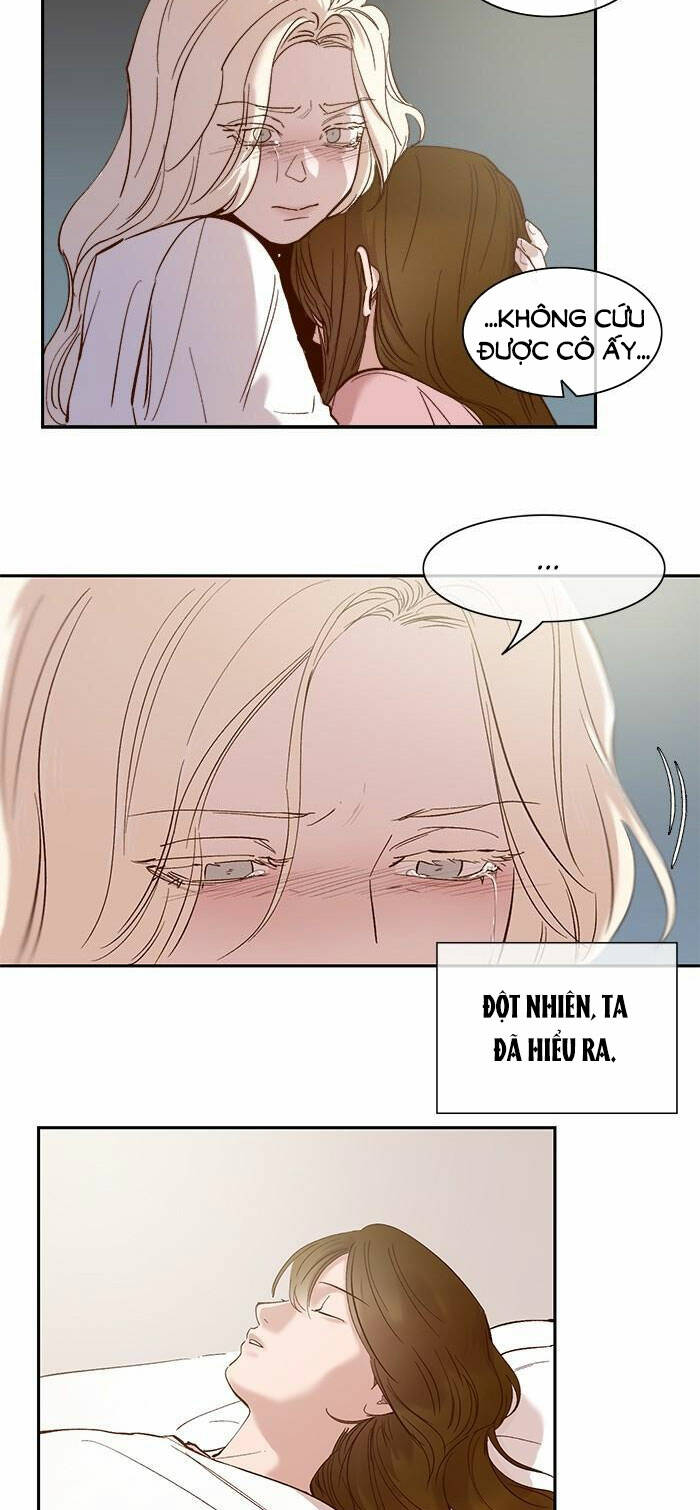 ...KHÔNG CỨU
ĐƯỢC CÔ ẤY...
...
ĐỘT NHIÊN, TA
ĐÃ HIỂU RA.